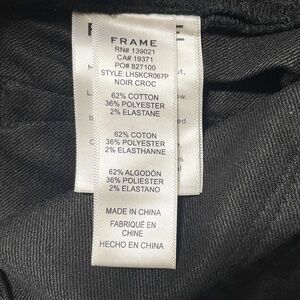 FRAME
RN# 139021
CA# 19371
PO# 827100
STYLE: LHSKCR067P
NOIR CROC
62% COTTON
36% POLYESTER
2% ELASTANE
62% COTON
36% POLYESTER
2% ELASTHANNE
62% ALGODÓN
36% POLIESTER
2% ELASTANO
MADE IN CHINA
FABRIQUÉ EN
CHINE
HECHO EN CHINA